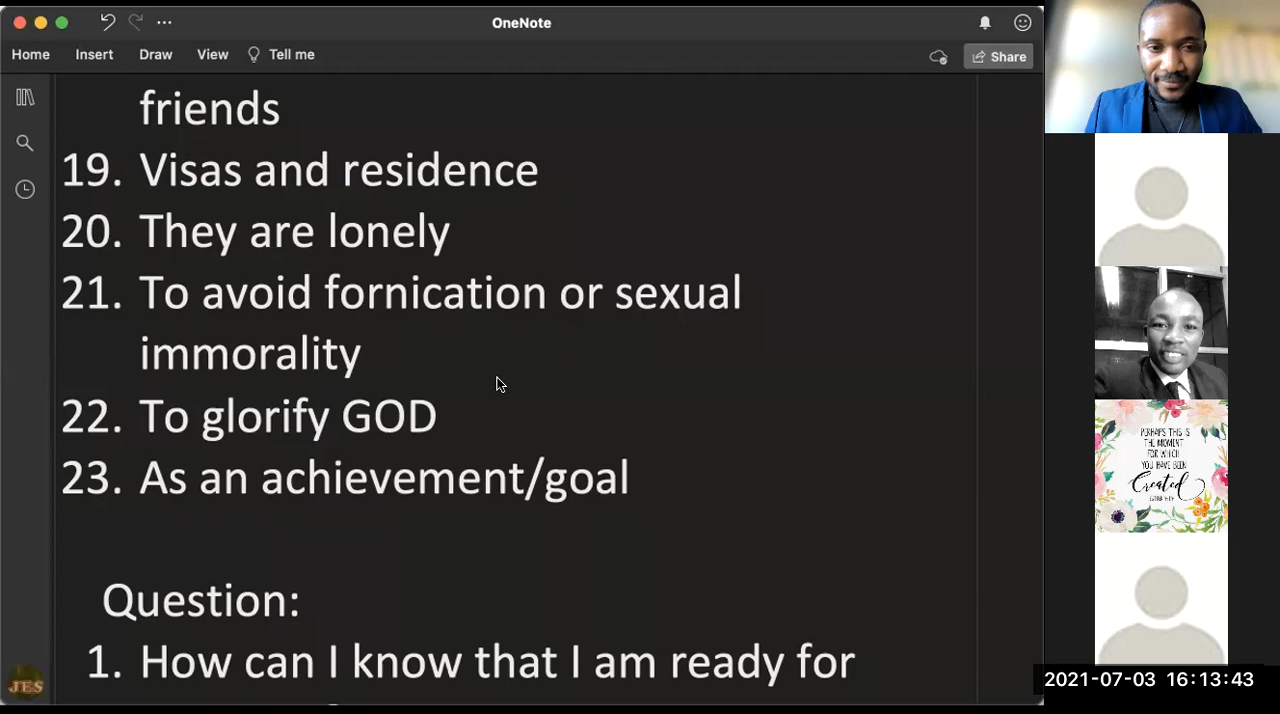 OneNote
Home Insert Draw View Tell me Share
friends
19. Visas and residence
20. They are lonely
21. To avoid fornication or sexual
immorality
22. To glorify GOD
23. As an achievement/goal
Question:
1. How can I know that I am ready for
JES
PERHAPS THIS IS
THE MOMENT
FOR WHICH
YOU HAVE BEEN
Created
2021-07-03 16:13:43